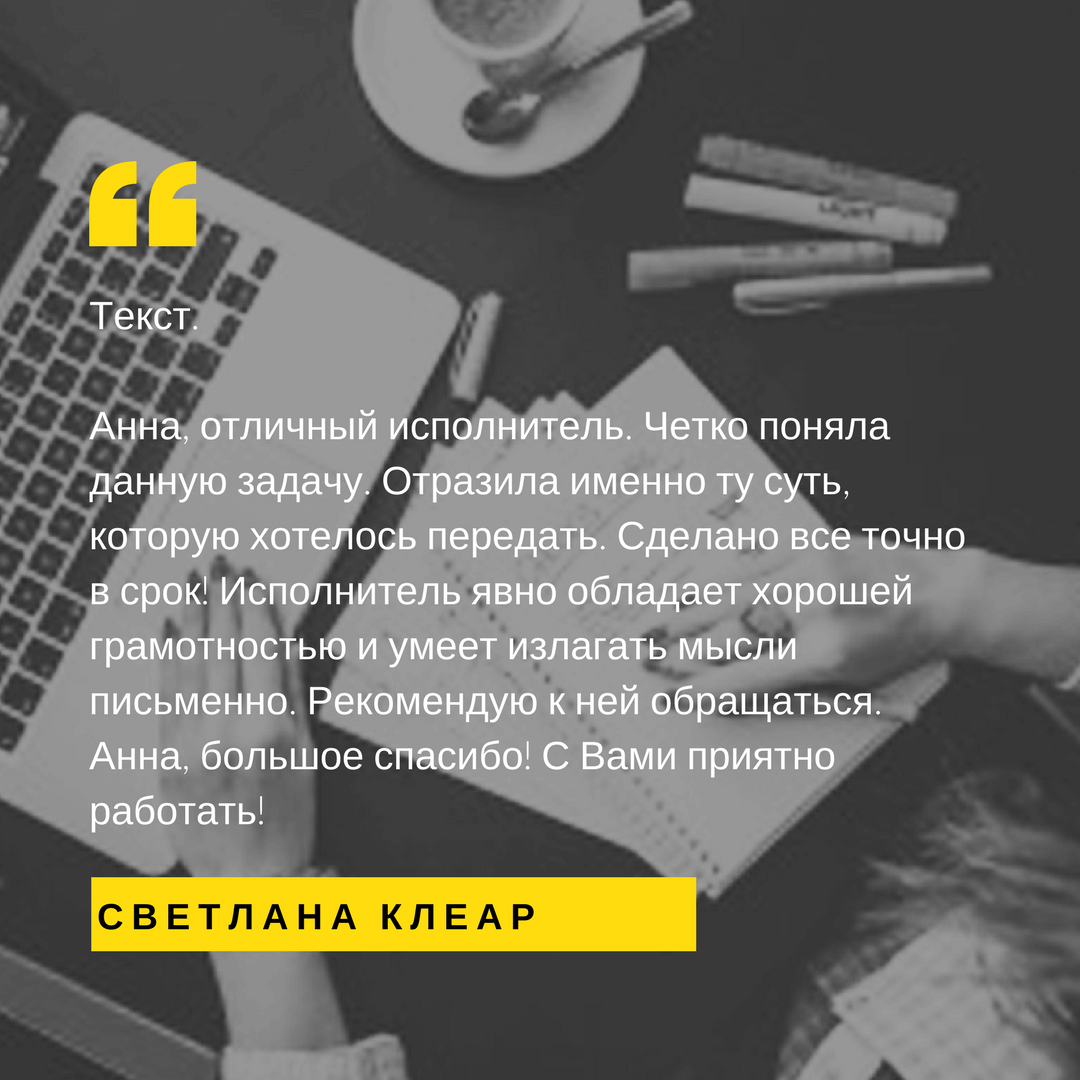 “
Текст.
Анна, отличный исполнитель. Четко поняла
данную задачу. Отразила именно ту суть,
которую хотелось передать. Сделано все точно
в срок! Исполнитель явно обладает хорошей
грамотностью и умеет излагать мысли
письменно. Рекомендую к ней обращаться.
Анна, большое спасибо! С Вами приятно
работать!
СВЕТЛАНА КЛЕАР